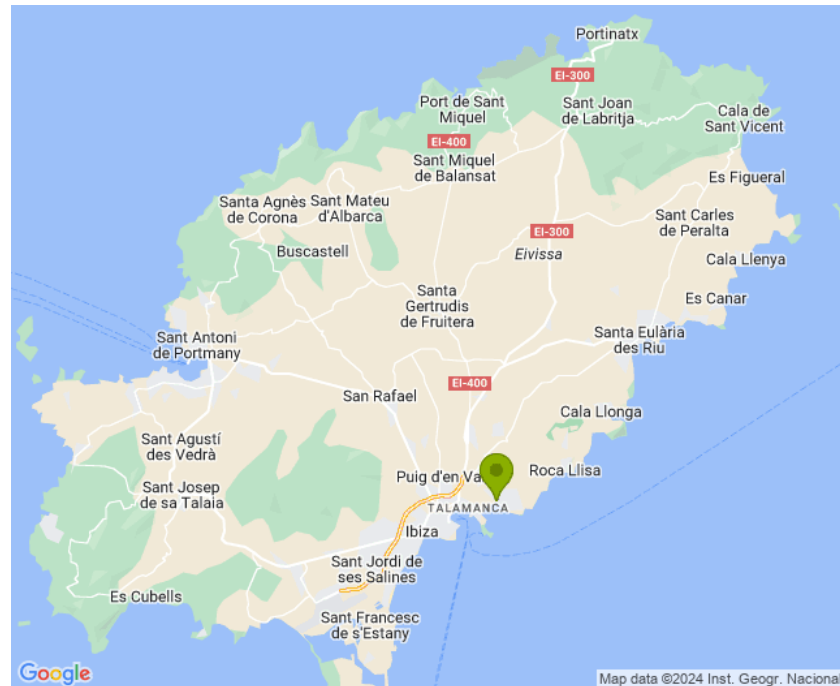 Portinatx
EI-300
Port de Sant
Miquel
Sant Joan
de Labritja
Cala de
Sant Vicent
EI-400
Sant Miquel
de Balansat
Es Figueral
Santa Agnès
de Corona
Sant Mateu
d'Albarca
Sant Carles
de Peralta
EI-300
Buscastell
Eivissa
Cala Llenya
Santa
Gertrudis
de Fruitera
Es Canar
Sant Antoni
de Portmany
Santa Eulària
des Riu
EI-400
San Rafael
Cala Llonga
Sant Agustí
des Vedrà
Puig d'en Va
Roca Llisa
Sant Josep
de sa Talaia
TALAMANCA
Ibiza
Sant Jordi de
ses Salines
Es Cubells
Sant Francesc
de s'Estany
Google
Map data ©2024 Inst. Geogr. Nacional